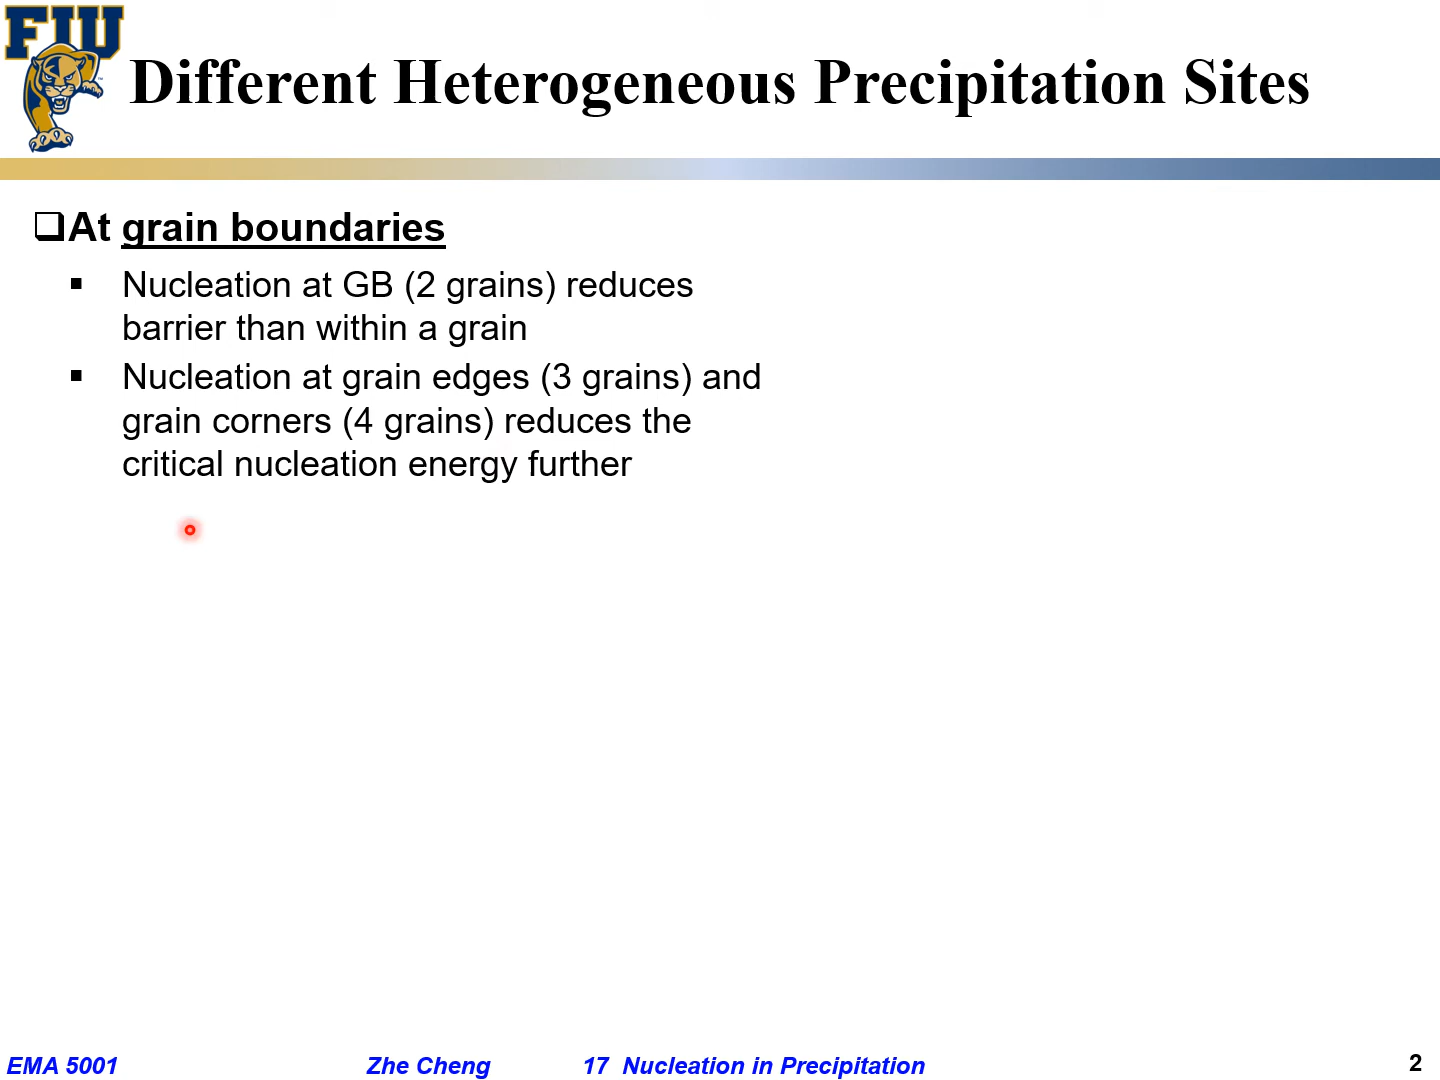 FIU
Different Heterogeneous Precipitation Sites
At grain boundaries
Nucleation at GB (2 grains) reduces
barrier than within a grain
Nucleation at grain edges (3 grains) and
grain corners (4 grains) reduces the
critical nucleation energy further
EMA 5001 Zhe Cheng 17 Nucleation in Precipitation 2